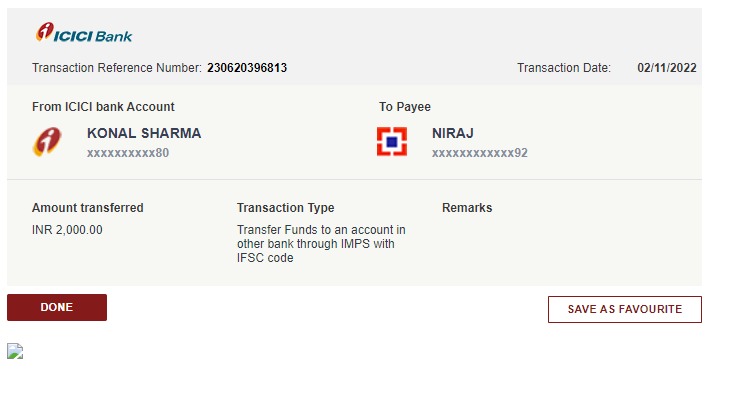 ICICI Bank
Transaction Reference Number: 230620396813 Transaction Date: 02/11/2022
From ICICI bank Account To Payee
KONAL SHARMA NIRAJ
xxxxxxxxxx80 xxxxxxxxxxxx92
Amount transferred Transaction Type Remarks
INR 2,000.00 Transfer Funds to an account in
other bank through IMPS with
IFSC code
DONE SAVE AS FAVOURITE